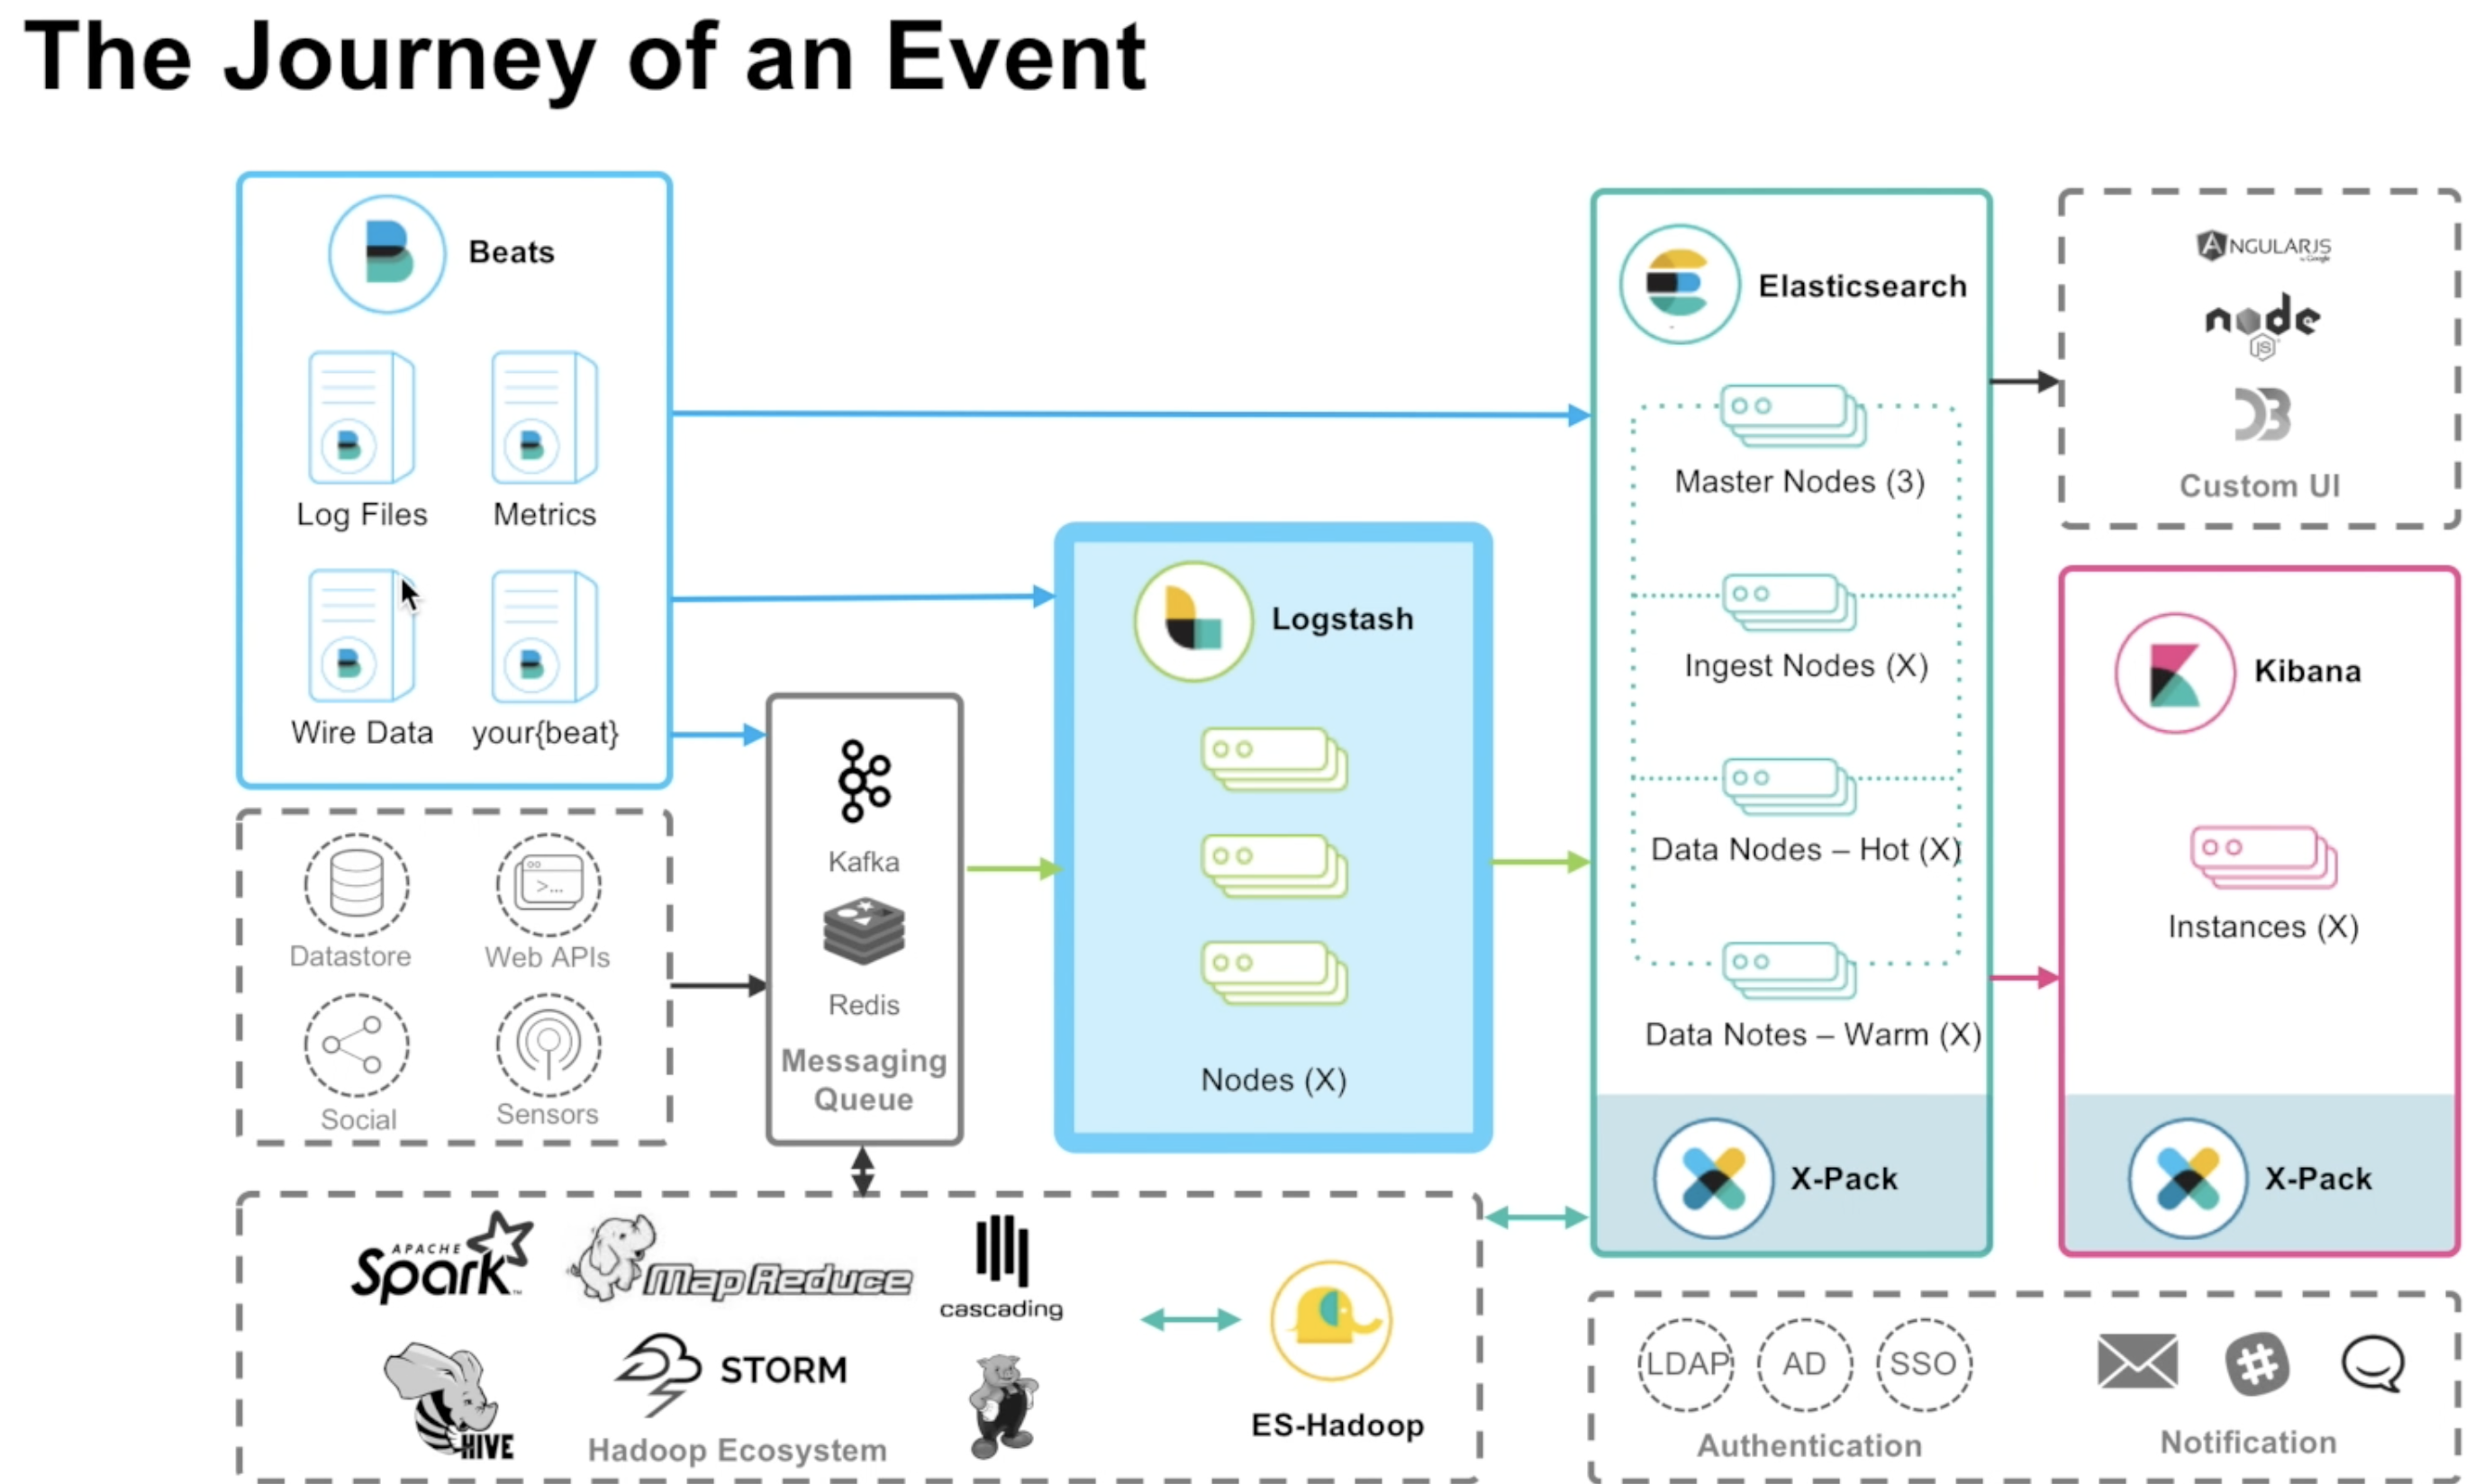 The Journey of an Event
Beats
Log Files
Metrics
Wire Data
your{beat}
Datastore
Web APIs
>...
Social
Sensors
Kafka
Redis
Messaging
Queue
Logstash
Nodes (X)
Elasticsearch
Master Nodes (3)
Ingest Nodes (X)
Data Nodes – Hot (X)
Data Notes – Warm (X)
X-Pack
ANGULARJS
by Google
node
JS
D3
Custom UI
Kibana
Instances (X)
X-Pack
APACHE
Spark™
MapReduce
cascading
HIVE
STORM
Hadoop Ecosystem
ES-Hadoop
LDAP
AD
SSO
Authentication
Notification